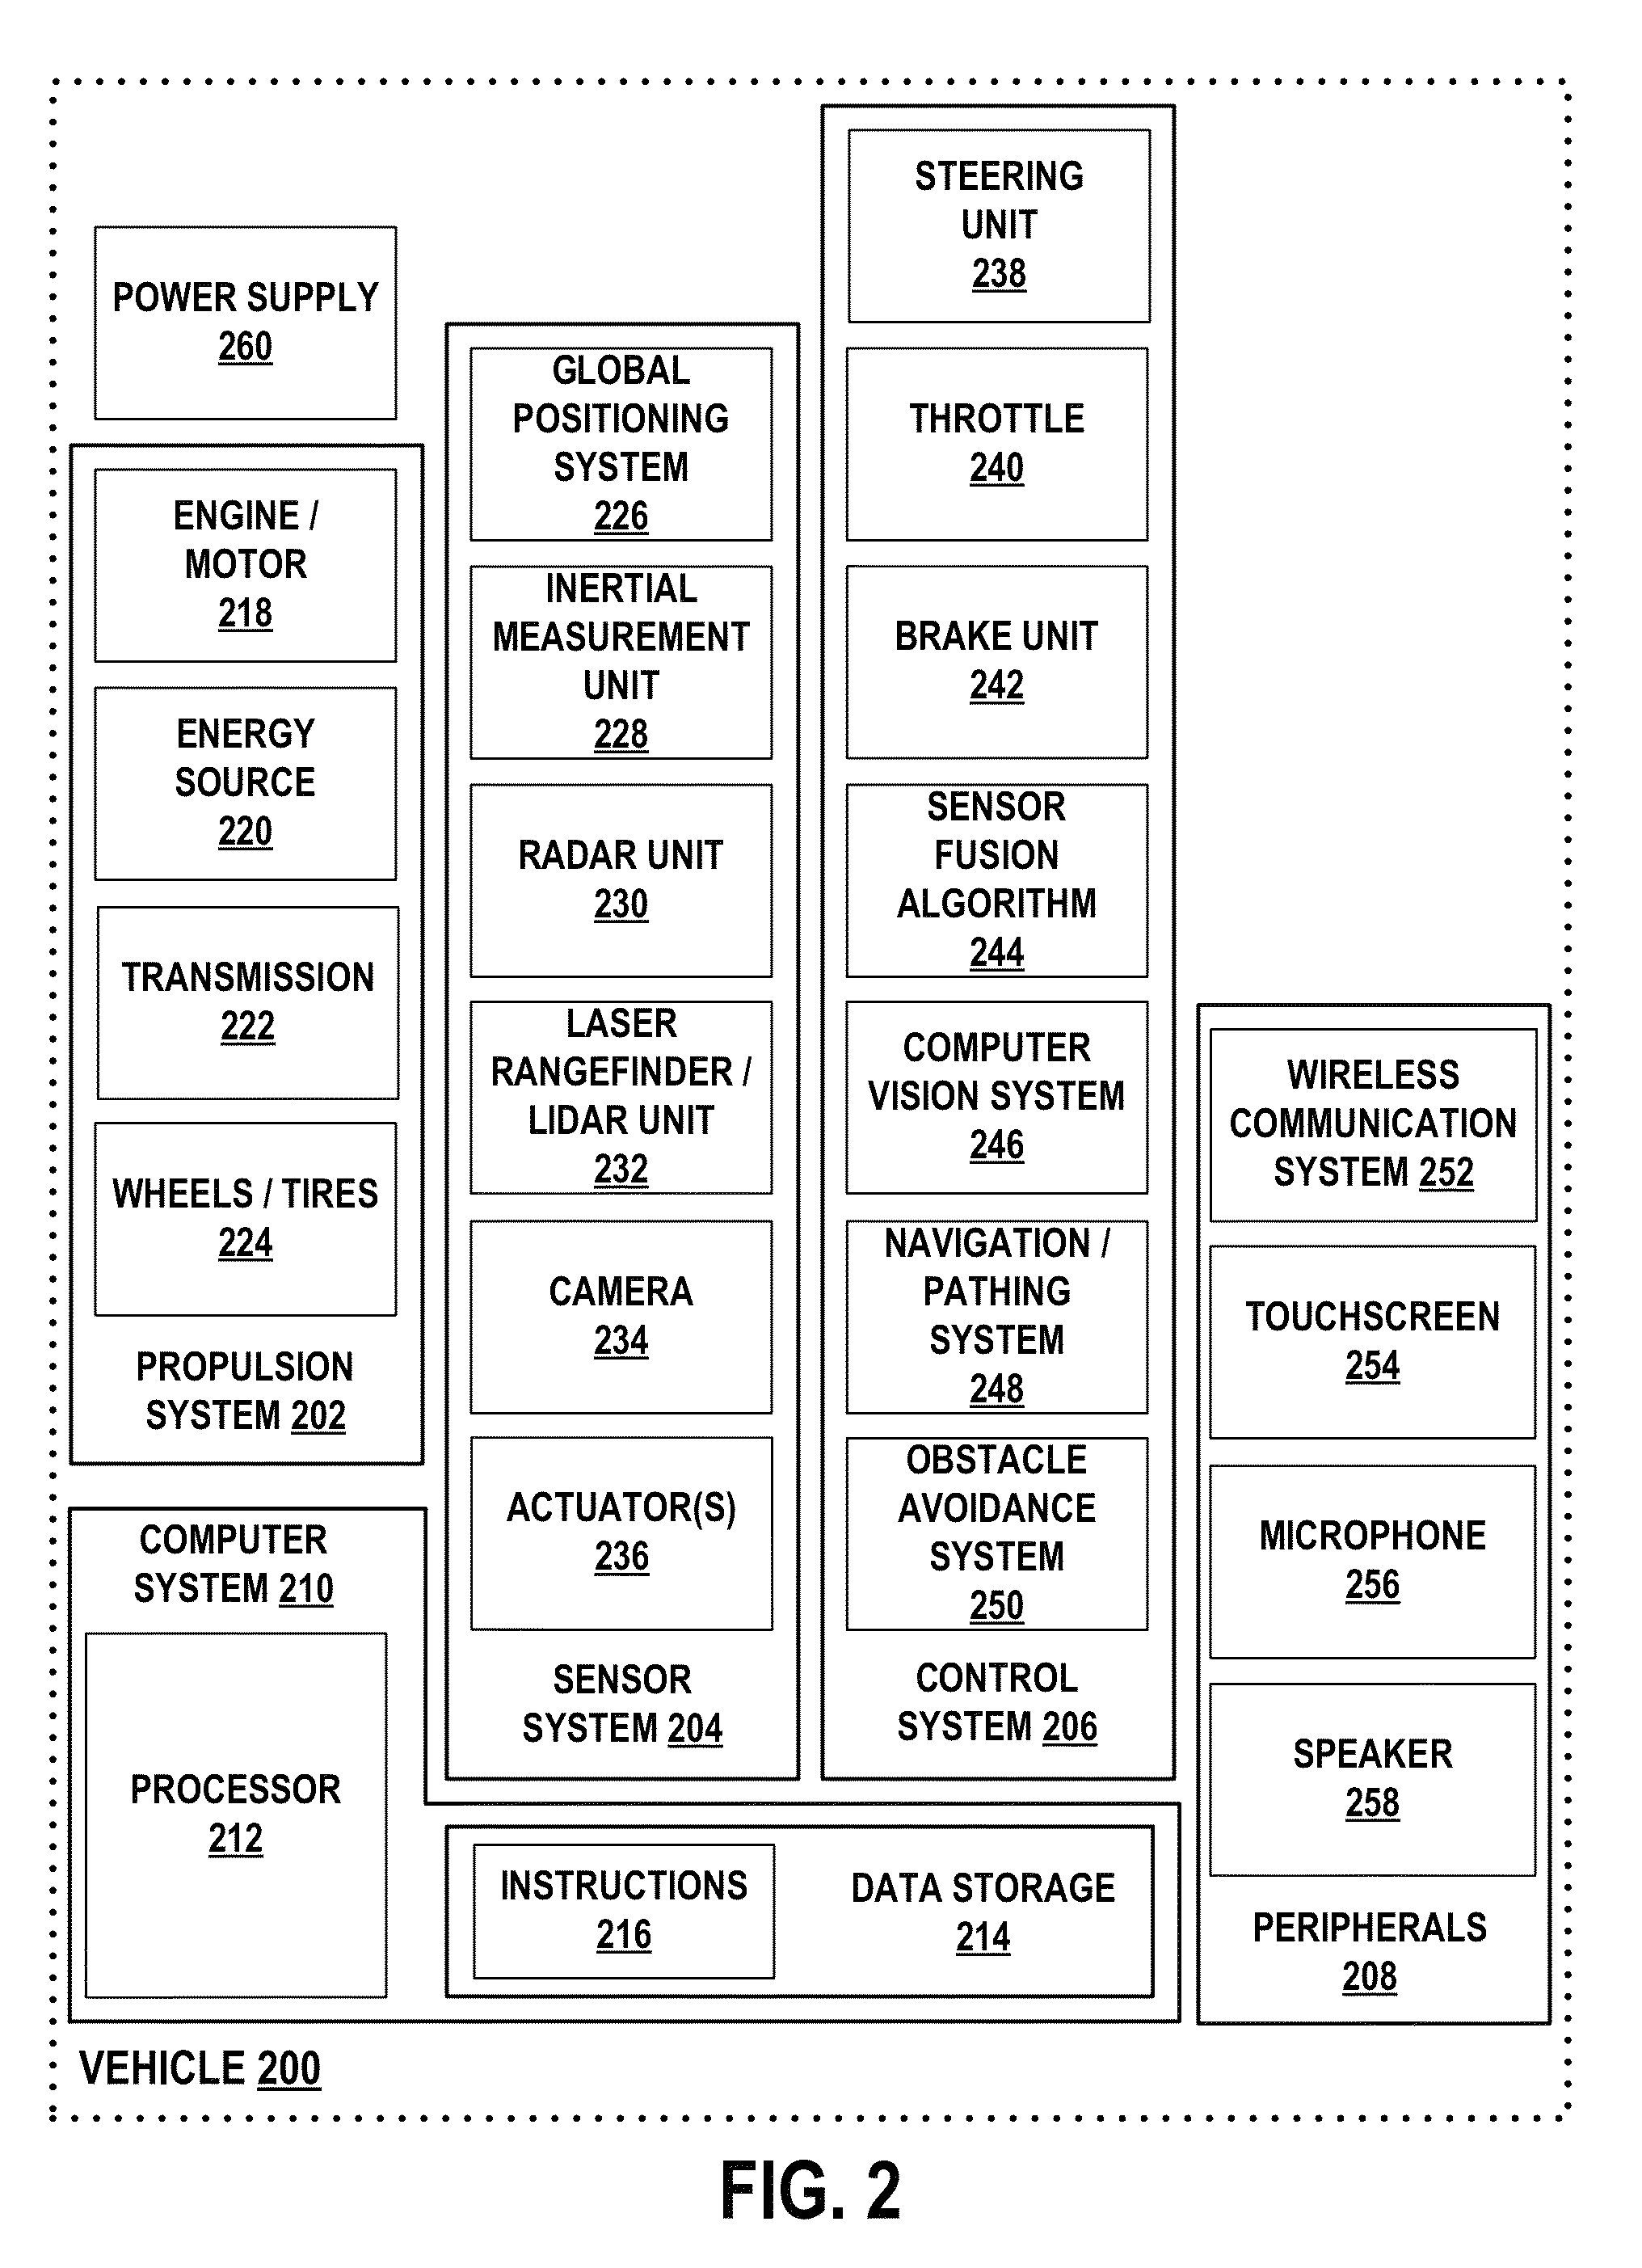 POWER SUPPLY
260
ENGINE /
MOTOR
218
ENERGY
SOURCE
220
TRANSMISSION
222
WHEELS / TIRES
224
PROPULSION
SYSTEM 202
GLOBAL
POSITIONING
SYSTEM
226
INERTIAL
MEASUREMENT
UNIT
228
RADAR UNIT
230
LASER
RANGEFINDER /
LIDAR UNIT
232
CAMERA
234
ACTUATOR(S)
236
SENSOR
SYSTEM 204
STEERING
UNIT
238
THROTTLE
240
BRAKE UNIT
242
SENSOR
FUSION
ALGORITHM
244
COMPUTER
VISION SYSTEM
246
NAVIGATION /
PATHING
SYSTEM
248
OBSTACLE
AVOIDANCE
SYSTEM
250
CONTROL
SYSTEM 206
WIRELESS
COMMUNICATION
SYSTEM 252
TOUCHSCREEN
254
MICROPHONE
256
SPEAKER
258
PERIPHERALS
208
COMPUTER
SYSTEM 210
PROCESSOR
212
INSTRUCTIONS
216
DATA STORAGE
214
VEHICLE 200
FIG. 2